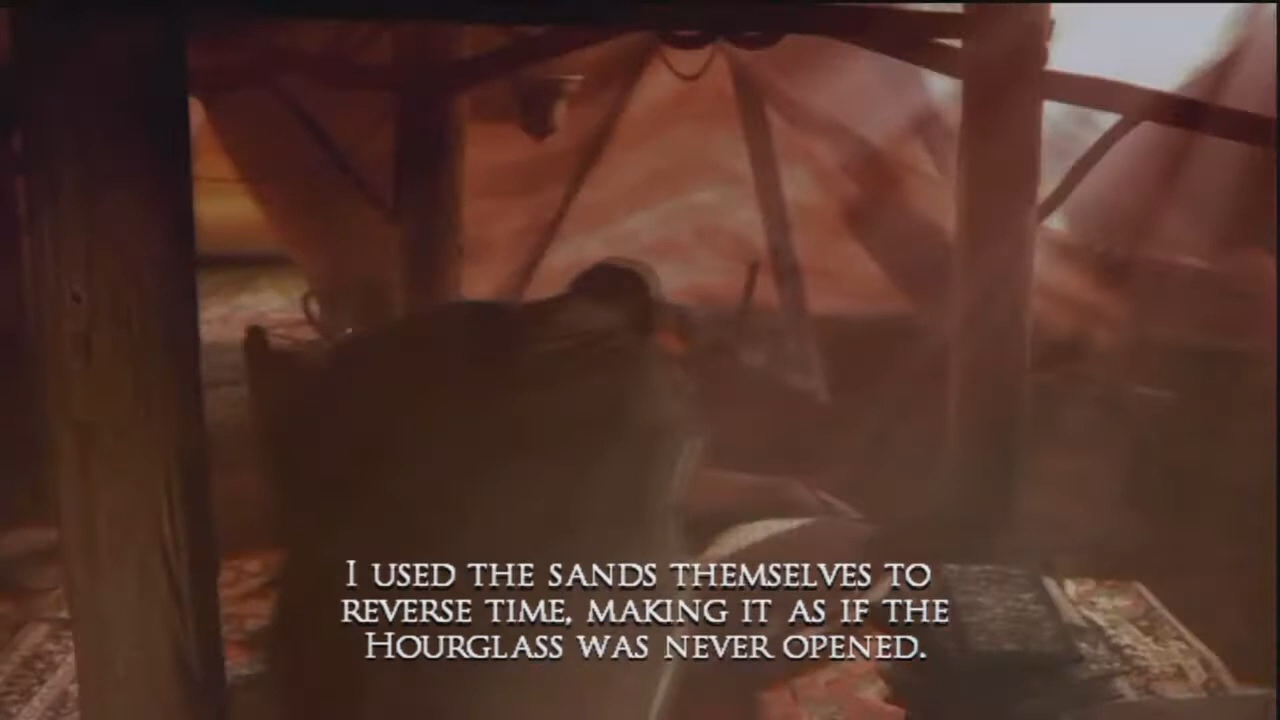 I USED THE SANDS THEMSELVES TO
REVERSE TIME, MAKING IT AS IF THE
HOURGLASS WAS NEVER OPENED.